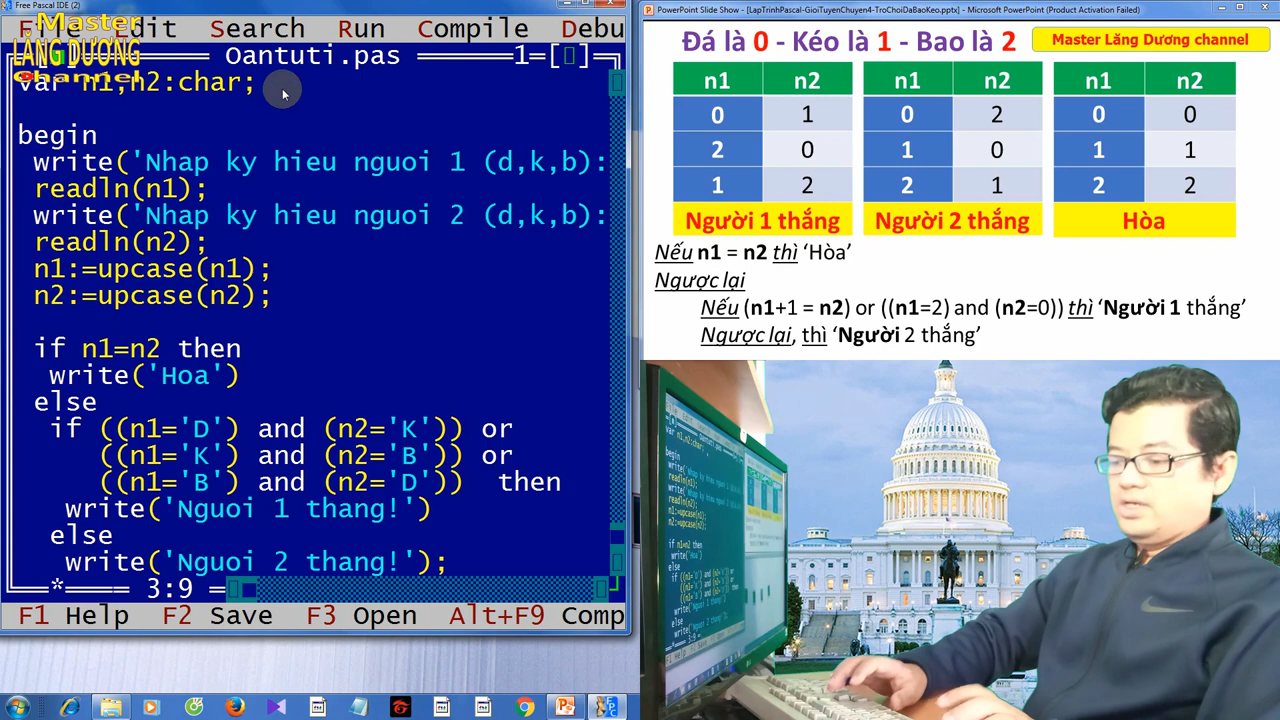 Free Pascal IDE (2)
Master
LĂNG DƯƠNG
Channel
Edit Search Run Compile Debu
Oantuti.pas 1=[ ]
var n1,n2:char;
begin
write('Nhap ky hieu nguoi 1 (d,k,b):
readln(n1);
write('Nhap ky hieu nguoi 2 (d,k,b):
readln(n2);
n1:=upcase(n1);
n2:=upcase(n2);
if n1=n2 then
write('Hoa')
else
if ((n1='D') and (n2='K')) or
((n1='K') and (n2='B')) or
((n1='B') and (n2='D')) then
write('Nguoi 1 thang!')
else
write('Nguoi 2 thang!');
* 3:9
F1 Help F2 Save F3 Open Alt+F9 Comp
PowerPoint Slide Show - [LapTrinhPascal-GioiTuyenChuyen4-TroChoiDaBaoKeo.pptx] - Microsoft PowerPoint (Product Activation Failed)
Đá là 0 - Kéo là 1 - Bao là 2
Master Lăng Dương channel
n1 n2
0 1
2 0
1 2
Người 1 thắng
n1 n2
0 2
1 0
2 1
Người 2 thắng
n1 n2
0 0
1 1
2 2
Hòa
Nếu n1 = n2 thì ‘Hòa’
Ngược lại
Nếu (n1+1 = n2) or ((n1=2) and (n2=0)) thì ‘Người 1 thắng’
Ngược lại, thì ‘Người 2 thắng’